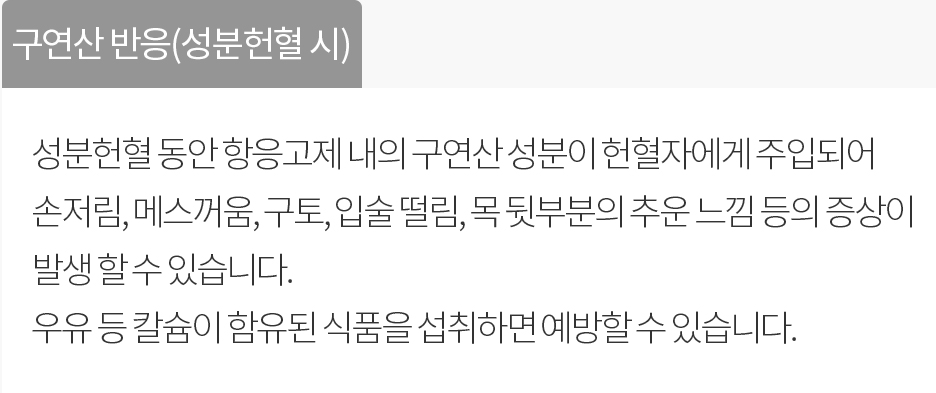 구연산 반응(성분헌혈 시)
성분헌혈 동안 항응고제 내의 구연산 성분이 헌혈자에게 주입되어
손저림, 메스꺼움, 구토, 입술 떨림, 목 뒷부분의 추운 느낌 등의 증상이
발생 할 수 있습니다.
우유 등 칼슘이 함유된 식품을 섭취하면 예방할 수 있습니다.